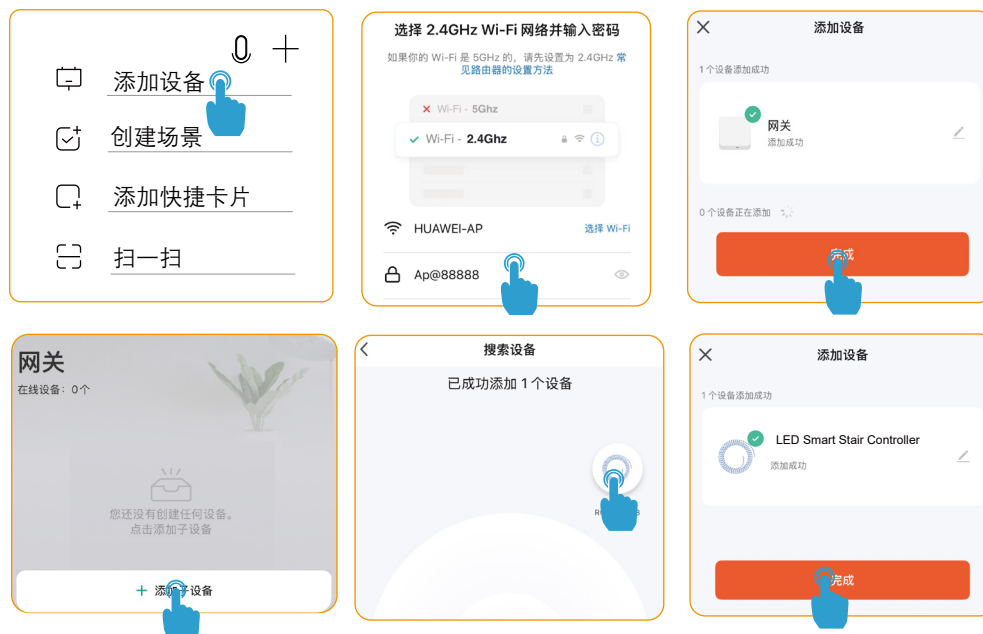 添加设备
创建场景
添加快捷卡片
扫一扫
选择 2.4GHz Wi-Fi 网络并输入密码
如果你的 Wi-Fi 是 5GHz 的，请先设置为 2.4GHz 常
见路由器的设置方法
Wi-Fi - 5Ghz
Wi-Fi - 2.4Ghz
HUAWEI-AP
选择 Wi-Fi
Ap@88888
添加设备
1 个设备添加成功
网关
添加成功
0 个设备正在添加
完成
网关
在线设备：0个
您还没有创建任何设备。
点击添加子设备
+ 添加子设备
搜索设备
已成功添加 1 个设备
添加设备
1 个设备添加成功
LED Smart Stair Controller
添加成功
完成